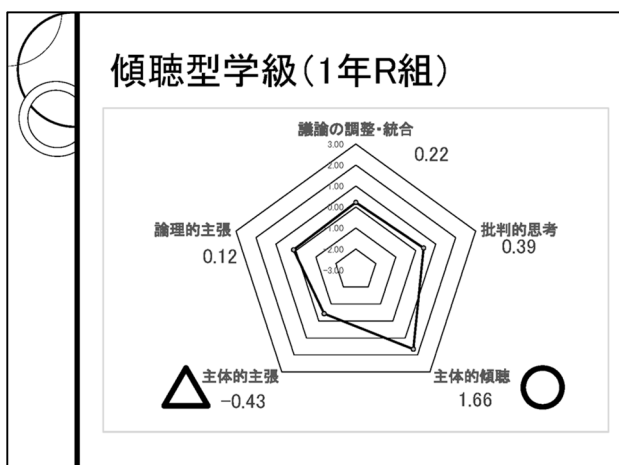 傾聴型学級(1年R組)
議論の調整・統合
0.22
3.00
2.00
1.00
0.00
-1.00
-2.00
-3.00
論理的主張
0.12
批判的思考
0.39
主体的主張
-0.43
主体的傾聴
1.66